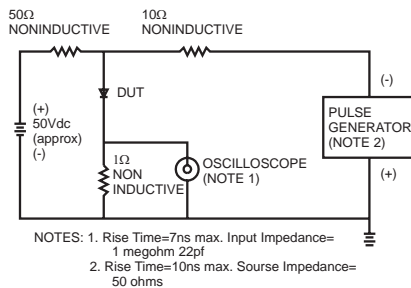 50Ω
NONINDUCTIVE
10Ω
NONINDUCTIVE
(+)
50Vdc
(approx)
(-)
DUT
1Ω
NON
INDUCTIVE
OSCILLOSCOPE
(NOTE 1)
(-)
PULSE
GENERATOR
(NOTE 2)
(+)
NOTES: 1. Rise Time=7ns max. Input Impedance=
1 megohm 22pf
2. Rise Time=10ns max. Sourse Impedance=
50 ohms